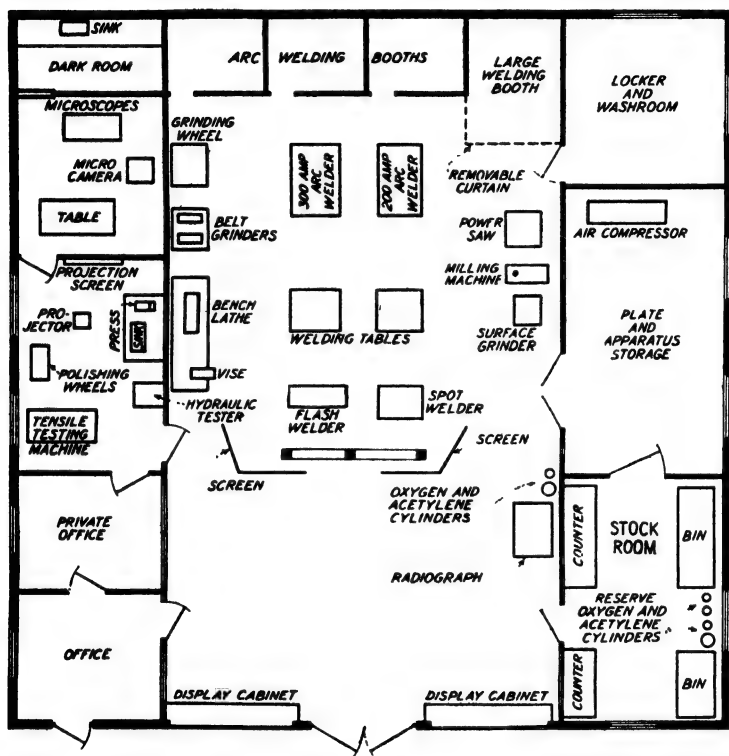 SINK
DARK ROOM
ARC WELDING BOOTHS
LARGE
WELDING
BOOTH
LOCKER
AND
WASHROOM
MICROSCOPES
MICRO
CAMERA
TABLE
GRINDING
WHEEL
300 AMP
ARC
WELDER
200 AMP
ARC
WELDER
REMOVABLE
CURTAIN
BELT
GRINDERS
POWER
SAW
AIR COMPRESSOR
PROJECTION
SCREEN
PRO-
JECTOR
PRESS
SINK
BENCH
LATHE
MILLING
MACHINE
WELDING TABLES
SURFACE
GRINDER
PLATE
AND
APPARATUS
STORAGE
POLISHING
WHEELS
VISE
HYDRAULIC
TESTER
FLASH
WELDER
SPOT
WELDER
TENSILE
TESTING
MACHINE
SCREEN
SCREEN
OXYGEN AND
ACETYLENE
CYLINDERS
PRIVATE
OFFICE
RADIOGRAPH
COUNTER
STOCK
ROOM
BIN
RESERVE
OXYGEN AND
ACETYLENE
CYLINDERS
OFFICE
COUNTER
BIN
DISPLAY CABINET
DISPLAY CABINET